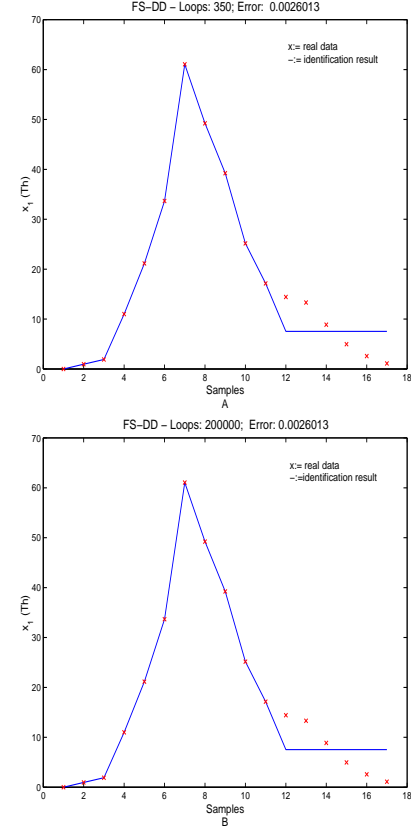 FS−DD − Loops: 350; Error: 0.0026013
70
x:= real data
−:= identification result
60
50
40
x1 (Th)
30
20
10
0
0 2 4 6 8 10 12 14 16 18
Samples
A
FS−DD − Loops: 200000; Error: 0.0026013
70
x:= real data
−:=identification result
60
50
40
x1 (Th)
30
20
10
0
0 2 4 6 8 10 12 14 16 18
Samples
B